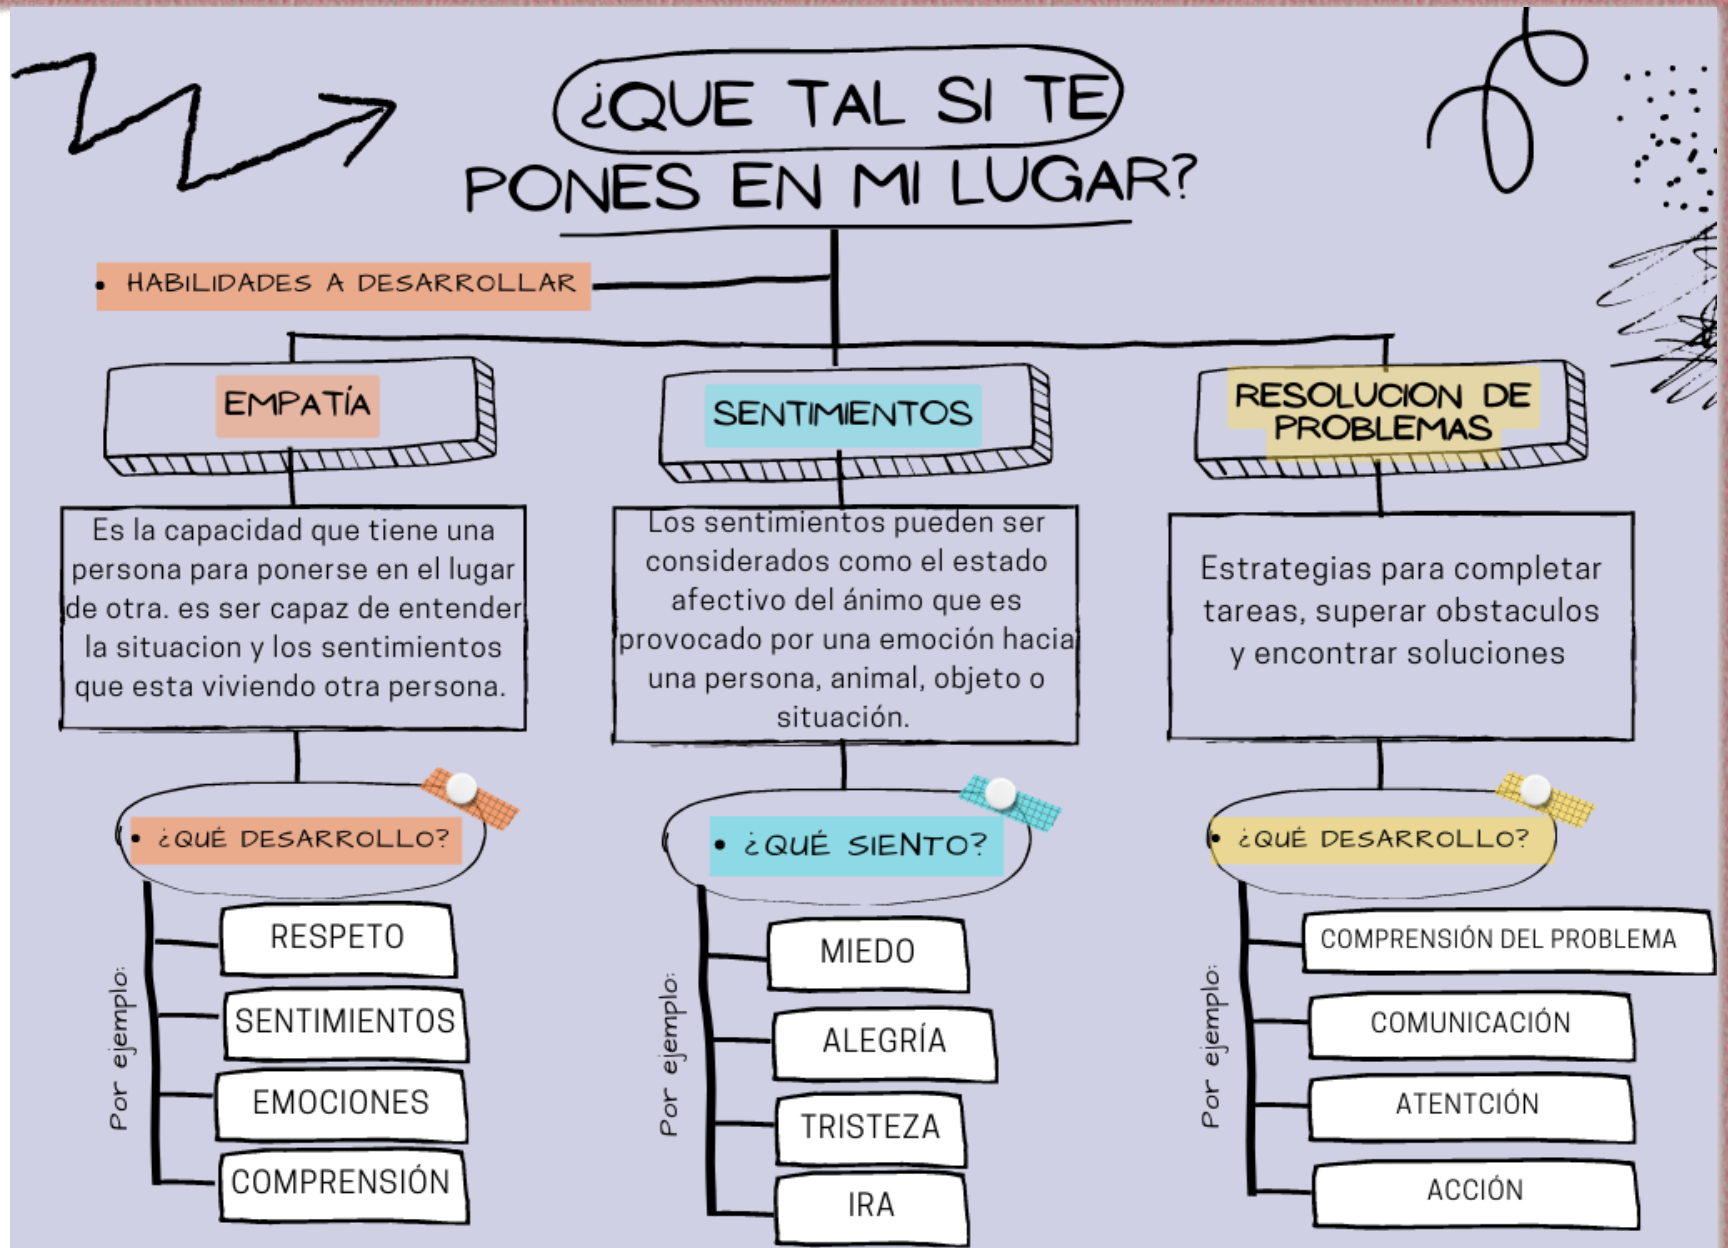 ¿QUE TAL SI TE
PONES EN MI LUGAR?
• HABILIDADES A DESARROLLAR
EMPATÍA
Es la capacidad que tiene una
persona para ponerse en el lugar
de otra. es ser capaz de entender
la situacion y los sentimientos
que esta viviendo otra persona.
• ¿QUÉ DESARROLLO?
Por ejemplo:
RESPETO
SENTIMIENTOS
EMOCIONES
COMPRENSIÓN
SENTIMIENTOS
Los sentimientos pueden ser
considerados como el estado
afectivo del ánimo que es
provocado por una emoción hacia
una persona, animal, objeto o
situación.
• ¿QUÉ SIENTO?
Por ejemplo:
MIEDO
ALEGRÍA
TRISTEZA
IRA
RESOLUCION DE
PROBLEMAS
Estrategias para completar
tareas, superar obstaculos
y encontrar soluciones
• ¿QUÉ DESARROLLO?
Por ejemplo:
COMPRENSIÓN DEL PROBLEMA
COMUNICACIÓN
ATENTCIÓN
ACCIÓN